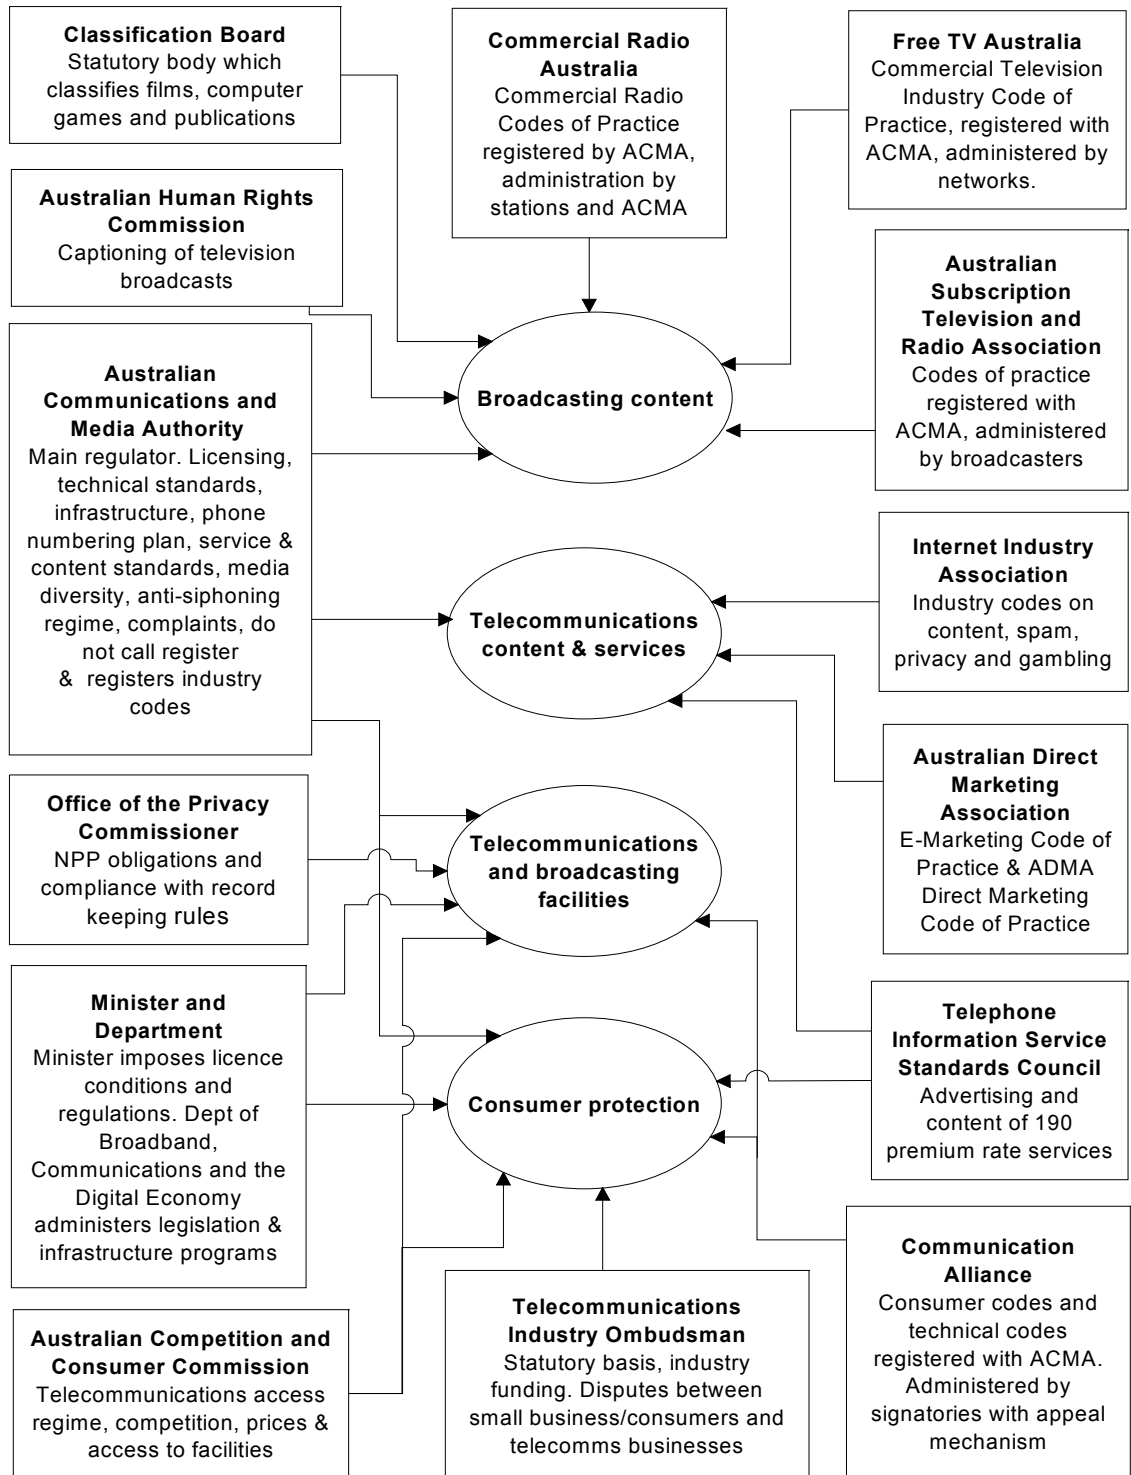 Classification Board
Statutory body which
classifies films, computer
games and publications
Commercial Radio
Australia
Commercial Radio
Codes of Practice
registered by ACMA,
administration by
stations and ACMA
Free TV Australia
Commercial Television
Industry Code of
Practice, registered with
ACMA, administered by
networks.
Australian Human Rights
Commission
Captioning of television
broadcasts
Australian
Subscription
Television and
Radio Association
Codes of practice
registered with
ACMA, administered
by broadcasters
Australian
Communications and
Media Authority
Main regulator. Licensing,
technical standards,
infrastructure, phone
numbering plan, service &
content standards, media
diversity, anti-siphoning
regime, complaints, do
not call register
& registers industry
codes
Broadcasting content
Internet Industry
Association
Industry codes on
content, spam,
privacy and gambling
Telecommunications
content & services
Australian Direct
Marketing
Association
E-Marketing Code of
Practice & ADMA
Direct Marketing
Code of Practice
Office of the Privacy
Commissioner
NPP obligations and
compliance with record
keeping rules
Telecommunications
and broadcasting
facilities
Minister and
Department
Minister imposes licence
conditions and
regulations. Dept of
Broadband,
Communications and the
Digital Economy
administers legislation &
infrastructure programs
Telephone
Information Service
Standards Council
Advertising and
content of 190
premium rate services
Consumer protection
Australian Competition and
Consumer Commission
Telecommunications access
regime, competition, prices &
access to facilities
Telecommunications
Industry Ombudsman
Statutory basis, industry
funding. Disputes between
small business/consumers and
telecomms businesses
Communication
Alliance
Consumer codes and
technical codes
registered with ACMA.
Administered by
signatories with appeal
mechanism